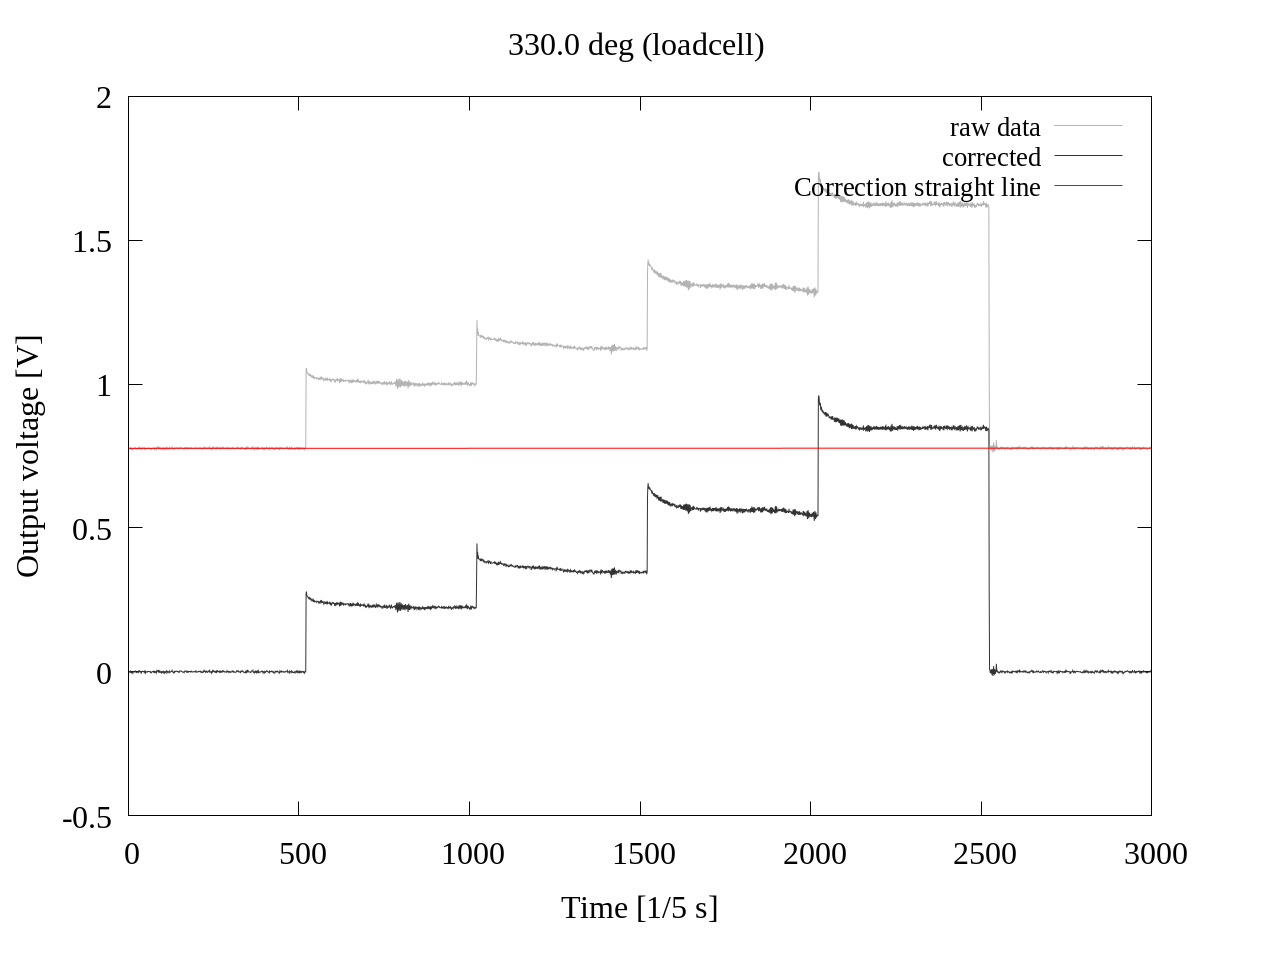 330.0 deg (loadcell)
raw data
corrected
Correction straight line
2
1.5
1
0.5
0
-0.5
Output voltage [V]
0 500 1000 1500 2000 2500 3000
Time [1/5 s]